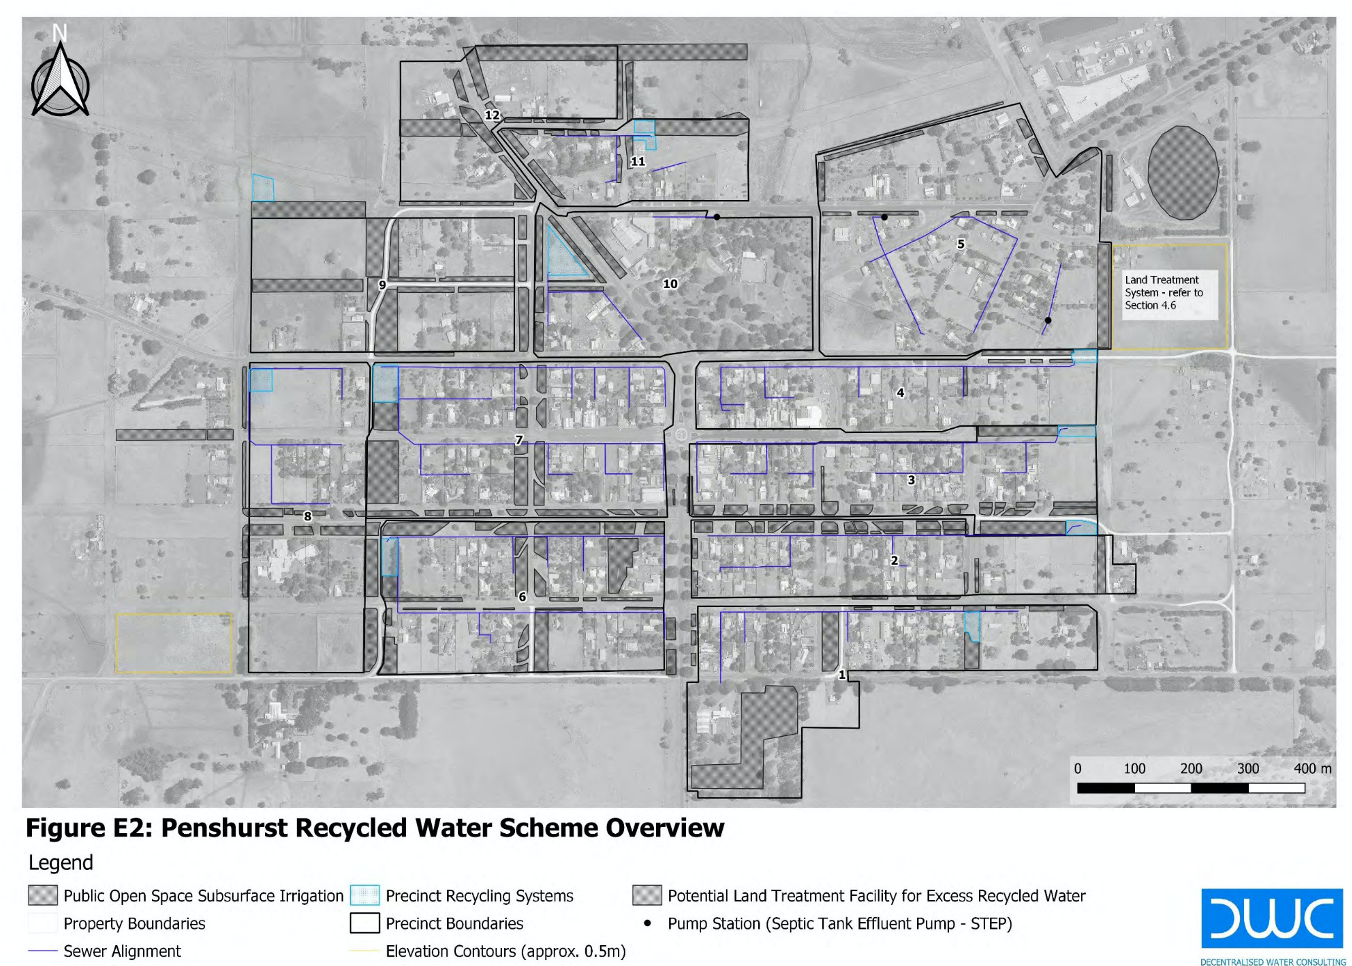 N
12
11
5
10
9
Land Treatment
System - refer to
Section 4.6
4
7
3
8
2
6
1
0 100 200 300 400 m
Figure E2: Penshurst Recycled Water Scheme Overview
Legend
Public Open Space Subsurface Irrigation
Precinct Recycling Systems
Potential Land Treatment Facility for Excess Recycled Water
Property Boundaries
Precinct Boundaries
Pump Station (Septic Tank Effluent Pump - STEP)
Sewer Alignment
Elevation Contours (approx. 0.5m)
DWC
DECENTRALISED WATER CONSULTING